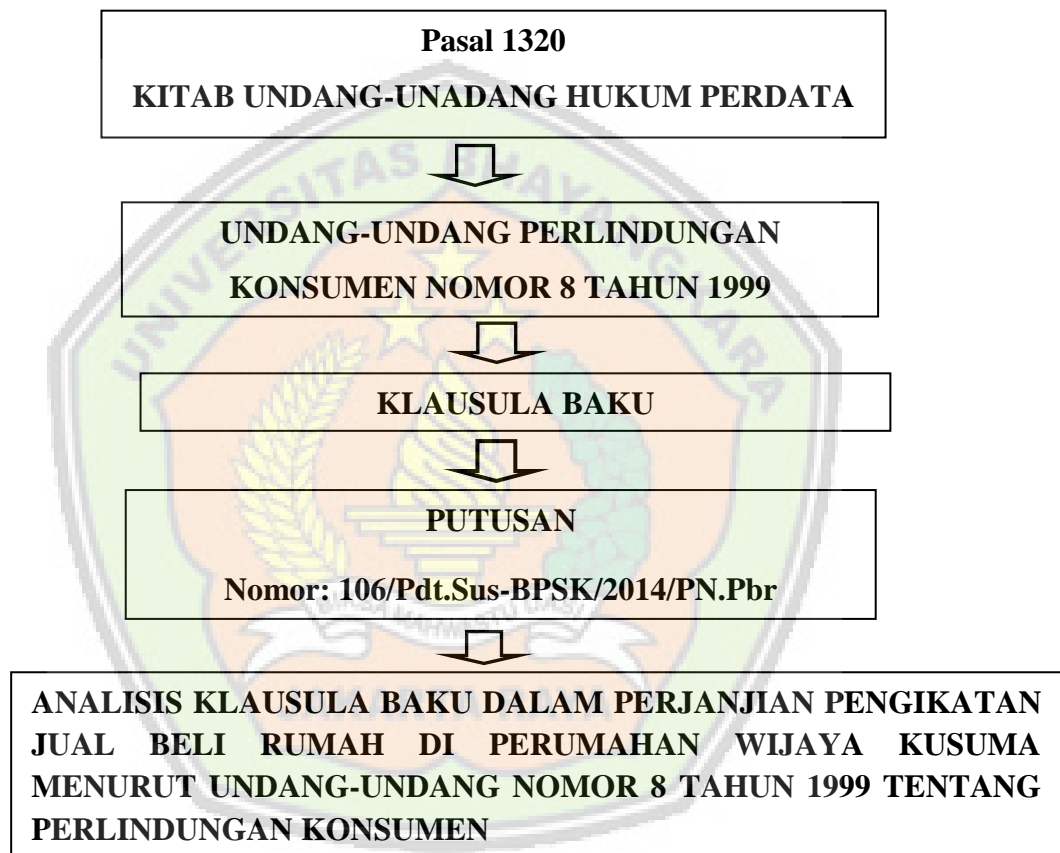 Pasal 1320
KITAB UNDANG-UNADANG HUKUM PERDATA
UNIVERSITAS BHAYANGKARA
UNDANG-UNDANG PERLINDUNGAN
KONSUMEN NOMOR 8 TAHUN 1999
KLAUSULA BAKU
PUTUSAN
Nomor: 106/Pdt.Sus-BPSK/2014/PN.Pbr
ANALISIS KLAUSULA BAKU DALAM PERJANJIAN PENGIKATAN
JUAL BELI RUMAH DI PERUMAHAN WIJAYA KUSUMA
MENURUT UNDANG-UNDANG NOMOR 8 TAHUN 1999 TENTANG
PERLINDUNGAN KONSUMEN